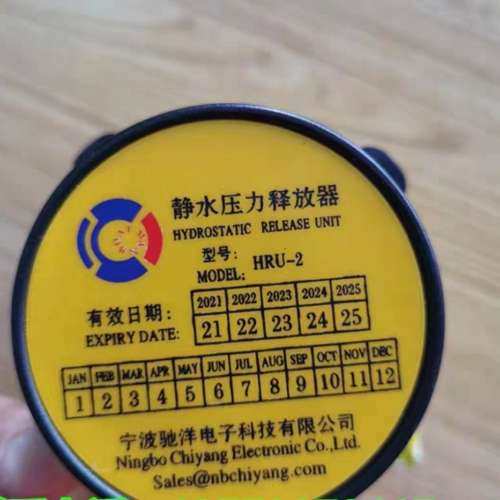 静水压力释放器
HYDROSTATIC RELEASE UNIT
型号:
MODEL: HRU-2
2021 2022 2023 2024 2025
有效日期:
21 22 23 24 25
EXPIRY DATE:
JAN FEB MAR APR MAY JUN JUL AUG SEP OCT NOV DEC
1 2 3 4 5 6 7 8 9 10 11 12
宁波驰洋电子科技有限公司
Ningbo Chiyang Electronic Co.,Ltd.
Sales@nbchiyang.com